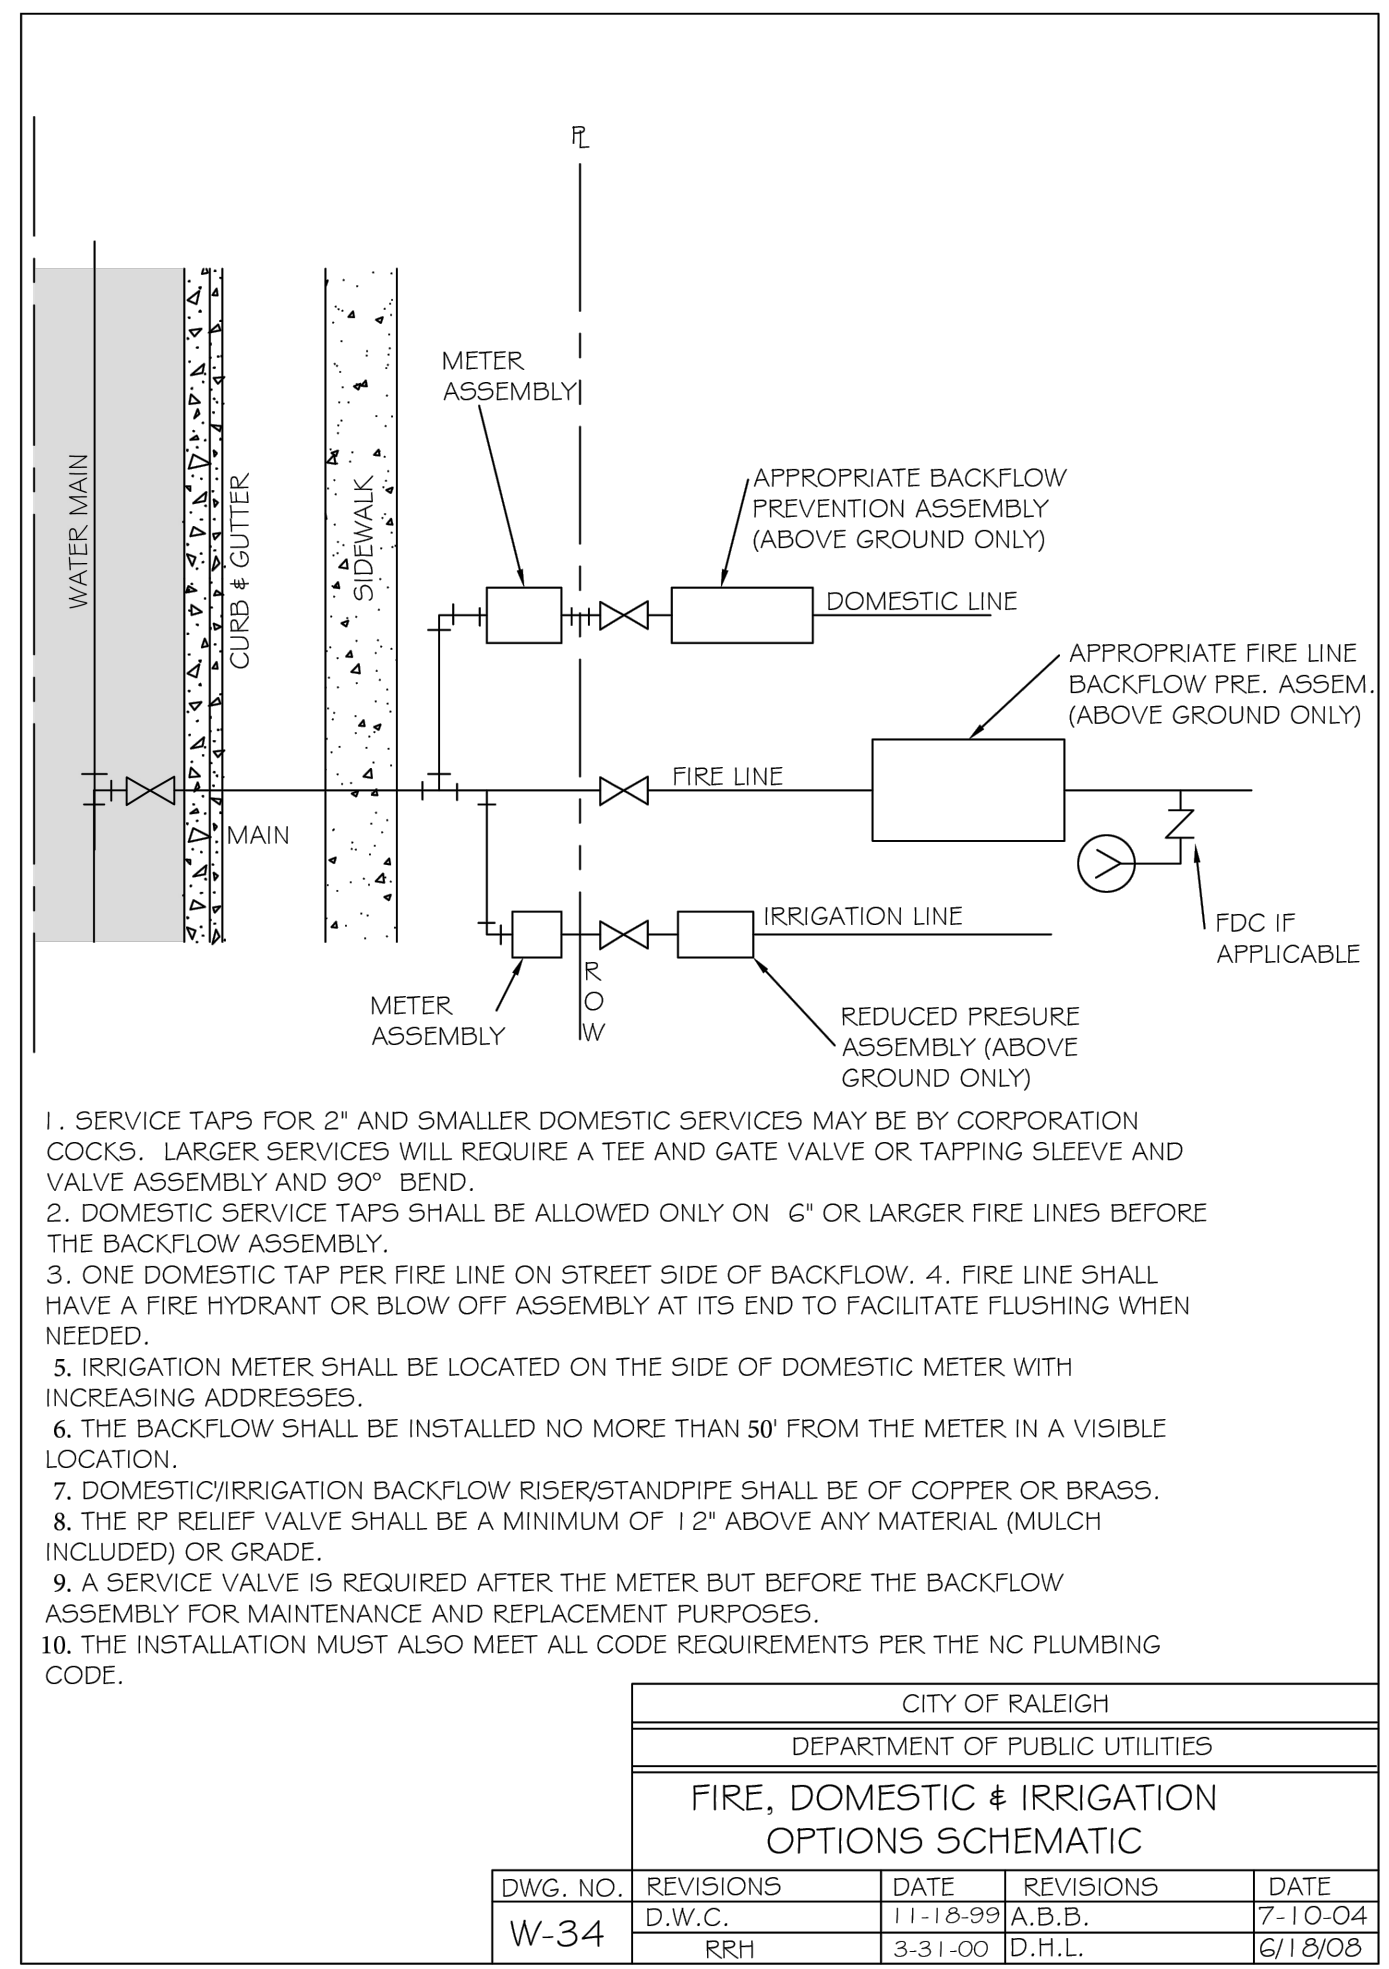 PL
METER
ASSEMBLY
WATER MAIN
CURB & GUTTER
SIDEWALK
APPROPRIATE BACKFLOW
PREVENTION ASSEMBLY
(ABOVE GROUND ONLY)
DOMESTIC LINE
APPROPRIATE FIRE LINE
BACKFLOW PRE. ASSEM.
(ABOVE GROUND ONLY)
FIRE LINE
MAIN
IRRIGATION LINE
FDC IF
APPLICABLE
R
O
W
METER
ASSEMBLY
REDUCED PRESURE
ASSEMBLY (ABOVE
GROUND ONLY)
1. SERVICE TAPS FOR 2" AND SMALLER DOMESTIC SERVICES MAY BE BY CORPORATION
COCKS. LARGER SERVICES WILL REQUIRE A TEE AND GATE VALVE OR TAPPING SLEEVE AND
VALVE ASSEMBLY AND 90° BEND.
2. DOMESTIC SERVICE TAPS SHALL BE ALLOWED ONLY ON 6" OR LARGER FIRE LINES BEFORE
THE BACKFLOW ASSEMBLY.
3. ONE DOMESTIC TAP PER FIRE LINE ON STREET SIDE OF BACKFLOW. 4. FIRE LINE SHALL
HAVE A FIRE HYDRANT OR BLOW OFF ASSEMBLY AT ITS END TO FACILITATE FLUSHING WHEN
NEEDED.
5. IRRIGATION METER SHALL BE LOCATED ON THE SIDE OF DOMESTIC METER WITH
INCREASING ADDRESSES.
6. THE BACKFLOW SHALL BE INSTALLED NO MORE THAN 50' FROM THE METER IN A VISIBLE
LOCATION.
7. DOMESTIC'/IRRIGATION BACKFLOW RISER/STANDPIPE SHALL BE OF COPPER OR BRASS.
8. THE RP RELIEF VALVE SHALL BE A MINIMUM OF 12" ABOVE ANY MATERIAL (MULCH
INCLUDED) OR GRADE.
9. A SERVICE VALVE IS REQUIRED AFTER THE METER BUT BEFORE THE BACKFLOW
ASSEMBLY FOR MAINTENANCE AND REPLACEMENT PURPOSES.
10. THE INSTALLATION MUST ALSO MEET ALL CODE REQUIREMENTS PER THE NC PLUMBING
CODE.
CITY OF RALEIGH
DEPARTMENT OF PUBLIC UTILITIES
FIRE, DOMESTIC & IRRIGATION
OPTIONS SCHEMATIC
DWG. NO. REVISIONS DATE REVISIONS DATE
W-34
D.W.C. 11-18-99 A.B.B. 7-10-04
RRH 3-31-00 D.H.L. 6/18/08